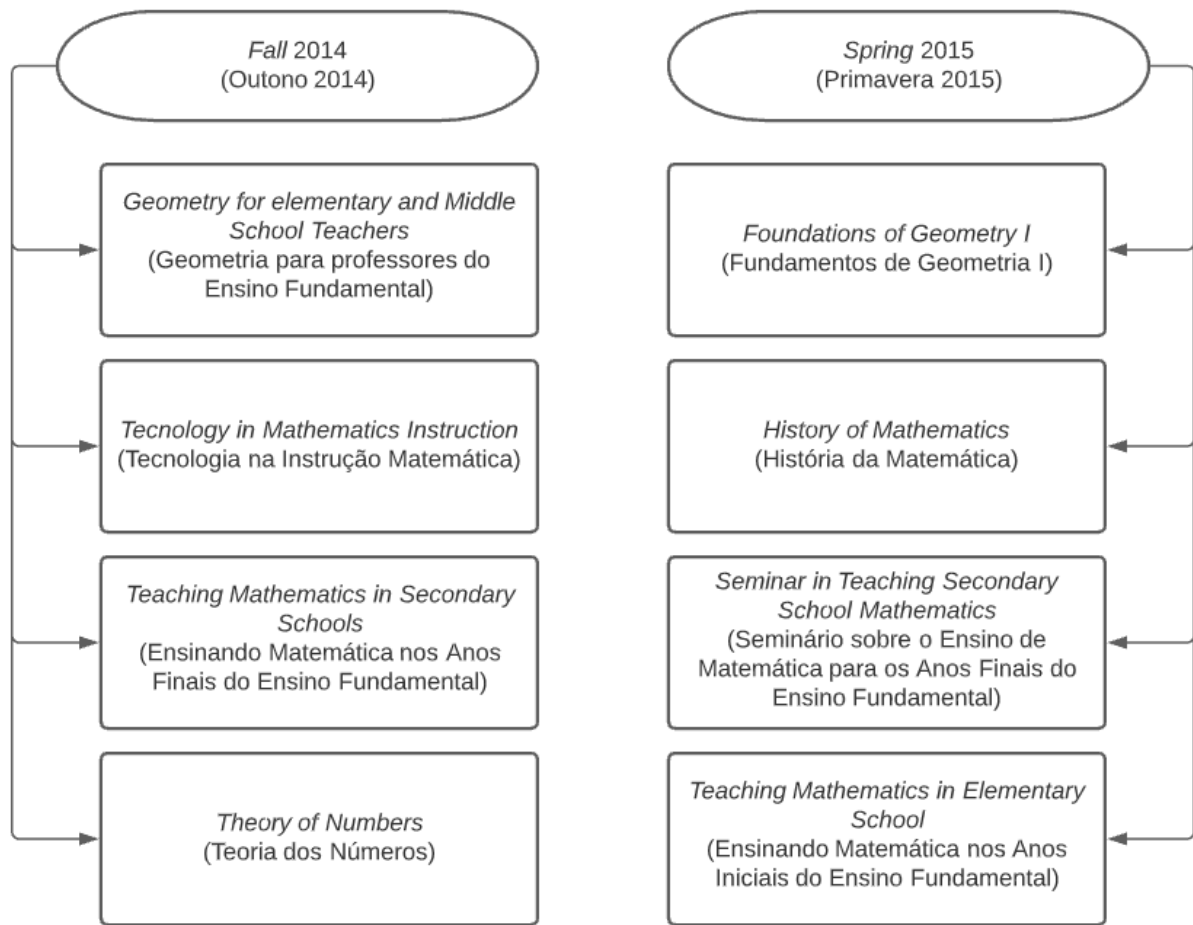 Fall 2014
(Outono 2014)
Geometry for elementary and Middle
School Teachers
(Geometria para professores do
Ensino Fundamental)
Tecnology in Mathematics Instruction
(Tecnologia na Instrução Matemática)
Teaching Mathematics in Secondary
Schools
(Ensinando Matemática nos Anos
Finais do Ensino Fundamental)
Theory of Numbers
(Teoria dos Números)
Spring 2015
(Primavera 2015)
Foundations of Geometry I
(Fundamentos de Geometria I)
History of Mathematics
(História da Matemática)
Seminar in Teaching Secondary
School Mathematics
(Seminário sobre o Ensino de
Matemática para os Anos Finais do
Ensino Fundamental)
Teaching Mathematics in Elementary
School
(Ensinando Matemática nos Anos
Iniciais do Ensino Fundamental)